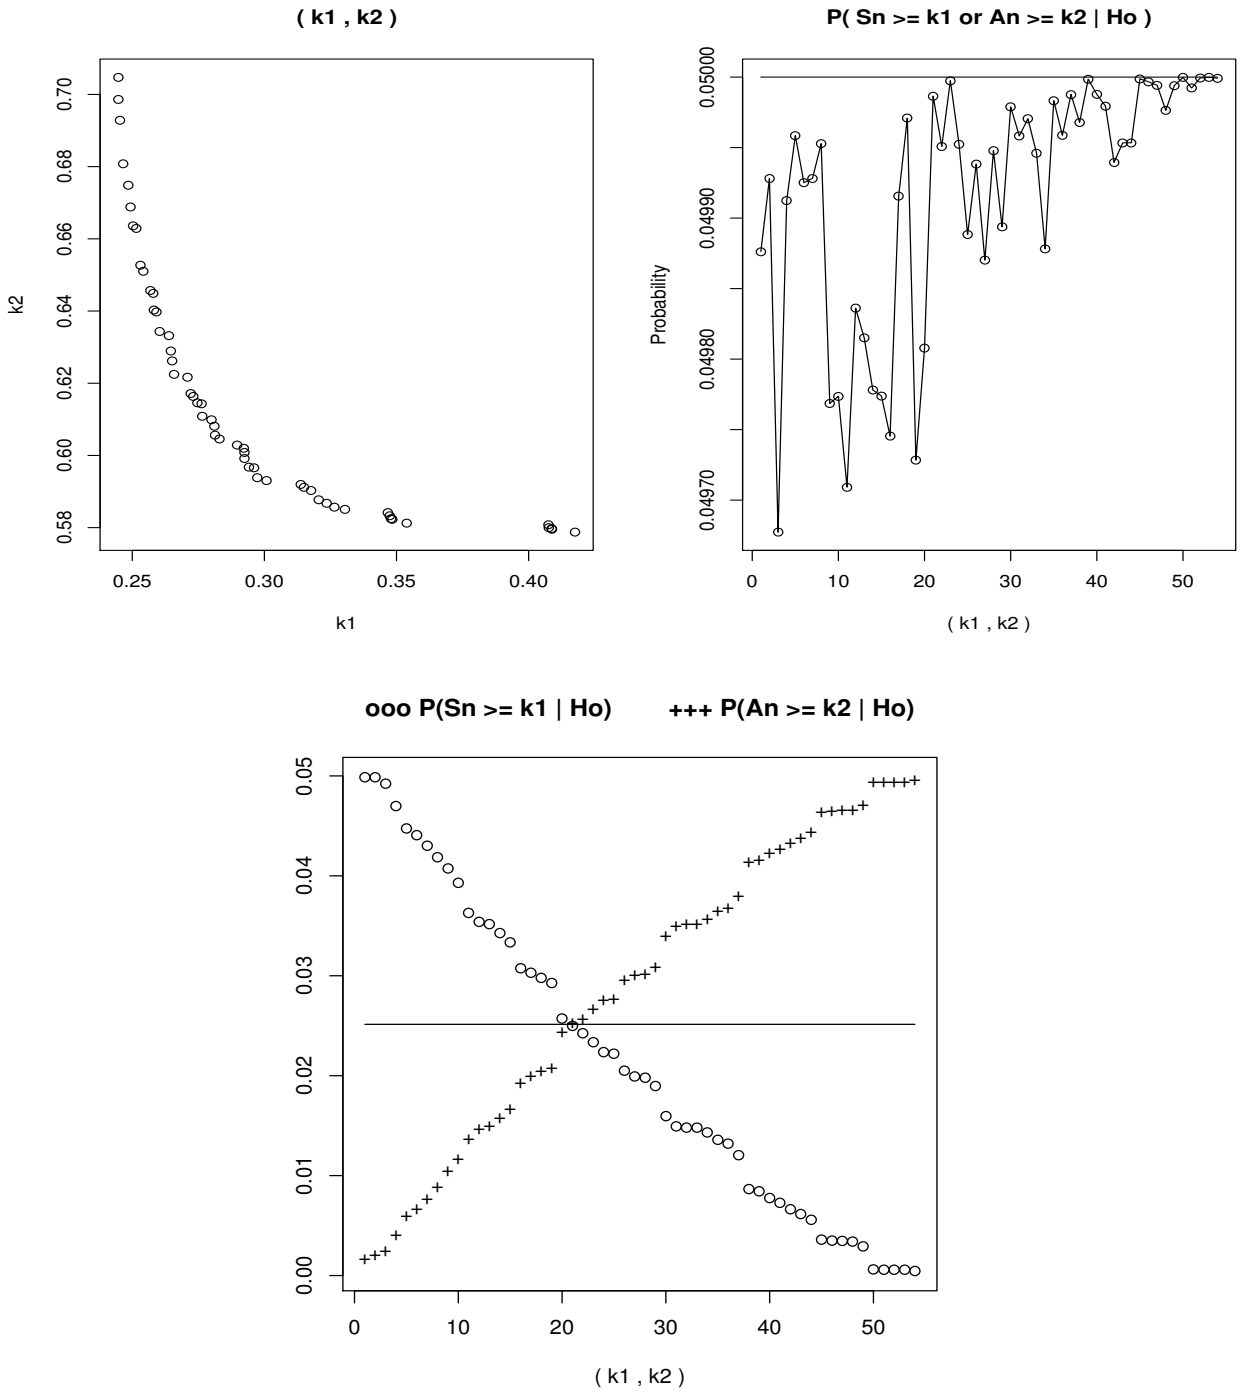 ( k1 , k2 )
0.58 0.60 0.62 0.64 0.66 0.68 0.70
k2
0.25 0.30 0.35 0.40
k1
P( Sn >= k1 or An >= k2 | Ho )
0.04970 0.04980 0.04990 0.05000
Probability
0 10 20 30 40 50
( k1 , k2 )
ooo P(Sn >= k1 | Ho) +++ P(An >= k2 | Ho)
0.00 0.01 0.02 0.03 0.04 0.05
0 10 20 30 40 50
( k1 , k2 )